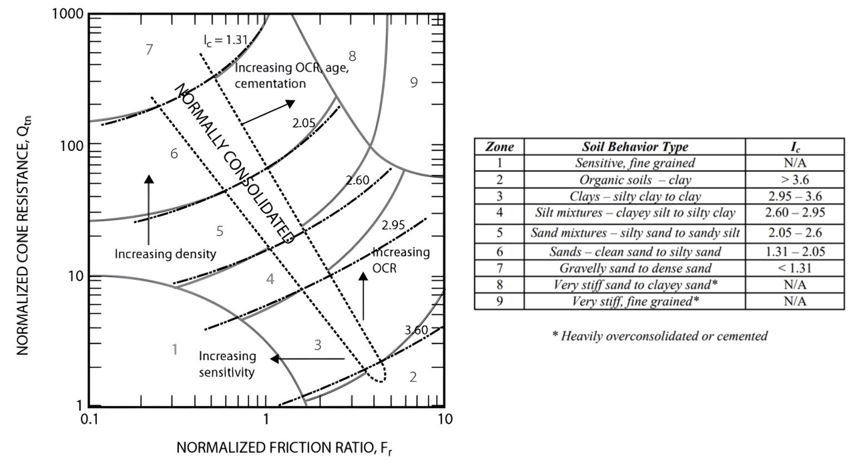 1000
100
10
1
0.1
1
10
NORMALIZED CONE RESISTANCE, Qtn
NORMALIZED FRICTION RATIO, Fr
7
Ic = 1.31
8
9
Increasing OCR, age,
cementation
NORMALLY CONSOLIDATED
2.05
6
2.60
5
2.95
Increasing density
Increasing
OCR
4
3.60
1
Increasing
sensitivity
3
2
Zone Soil Behavior Type Ic
1 Sensitive, fine grained N/A
2 Organic soils – clay > 3.6
3 Clays – silty clay to clay 2.95 – 3.6
4 Silt mixtures – clayey silt to silty clay 2.60 – 2.95
5 Sand mixtures – silty sand to sandy silt 2.05 – 2.6
6 Sands – clean sand to silty sand 1.31 – 2.05
7 Gravelly sand to dense sand < 1.31
8 Very stiff sand to clayey sand* N/A
9 Very stiff, fine grained* N/A
* Heavily overconsolidated or cemented